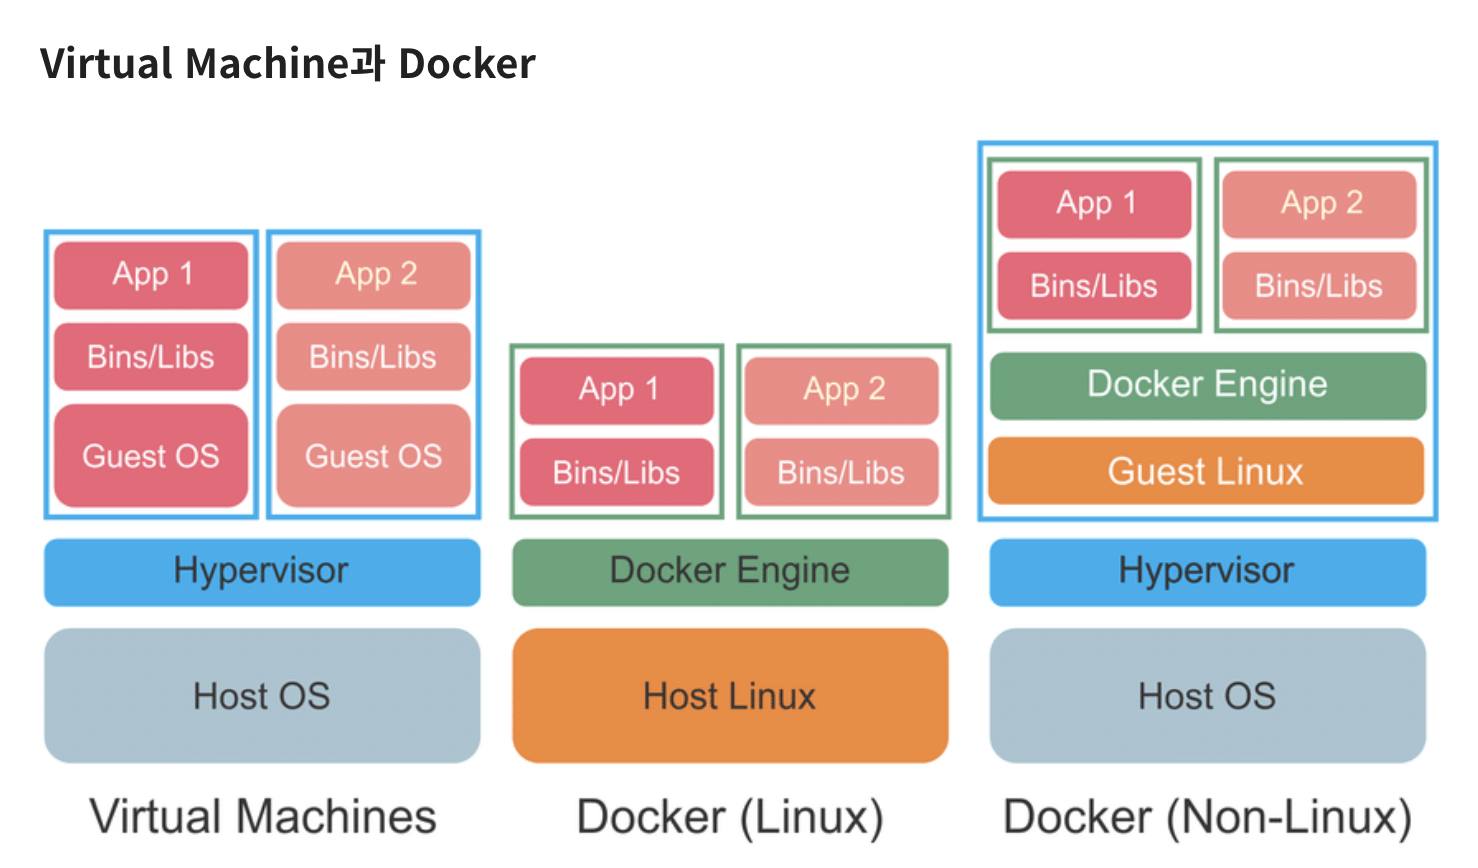 Virtual Machine과 Docker
App 1
App 2
Bins/Libs
Bins/Libs
Guest OS
Guest OS
Hypervisor
Host OS
Virtual Machines
App 1
App 2
Bins/Libs
Bins/Libs
Docker Engine
Host Linux
Docker (Linux)
App 1
App 2
Bins/Libs
Bins/Libs
Docker Engine
Guest Linux
Hypervisor
Host OS
Docker (Non-Linux)